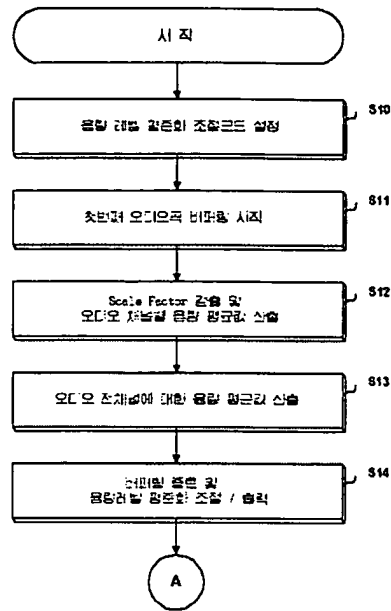 시 작
S10
음량 레벨 평준화 조절모드 설정
S11
첫번째 오디오곡 버퍼링 시작
S12
Scale Factor 검출 및
오디오 채널별 음량 평균값 산출
S13
오디오 전채널에 대한 음량 평균값 산출
S14
버퍼링 종료 및
음량레벨 평준화 조절 / 출력
A